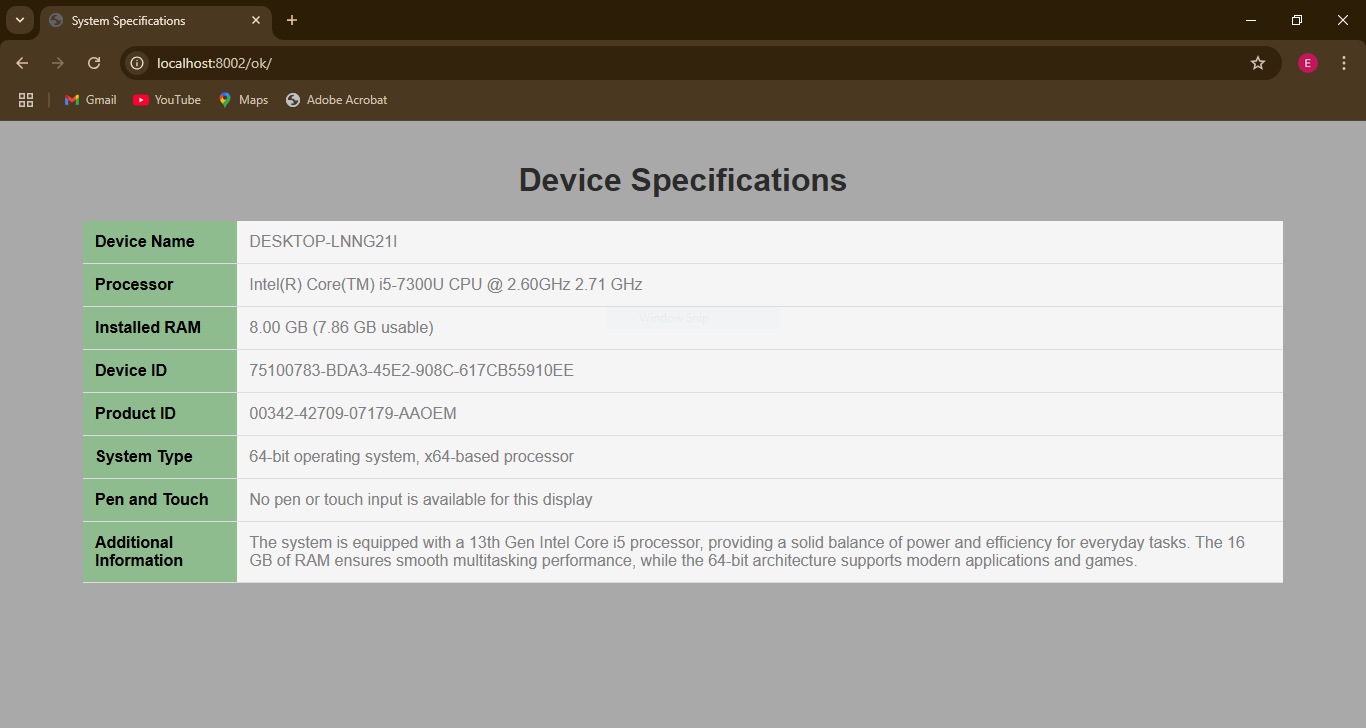 System Specifications
localhost:8002/ok/
E
Gmail YouTube Maps Adobe Acrobat
Device Specifications
Device Name DESKTOP-LNNG21I
Processor Intel(R) Core(TM) i5-7300U CPU @ 2.60GHz 2.71 GHz
Installed RAM 8.00 GB (7.86 GB usable)
Device ID 75100783-BDA3-45E2-908C-617CB55910EE
Product ID 00342-42709-07179-AAOEM
System Type 64-bit operating system, x64-based processor
Pen and Touch No pen or touch input is available for this display
Additional Information
The system is equipped with a 13th Gen Intel Core i5 processor, providing a solid balance of power and efficiency for everyday tasks. The 16
GB of RAM ensures smooth multitasking performance, while the 64-bit architecture supports modern applications and games.